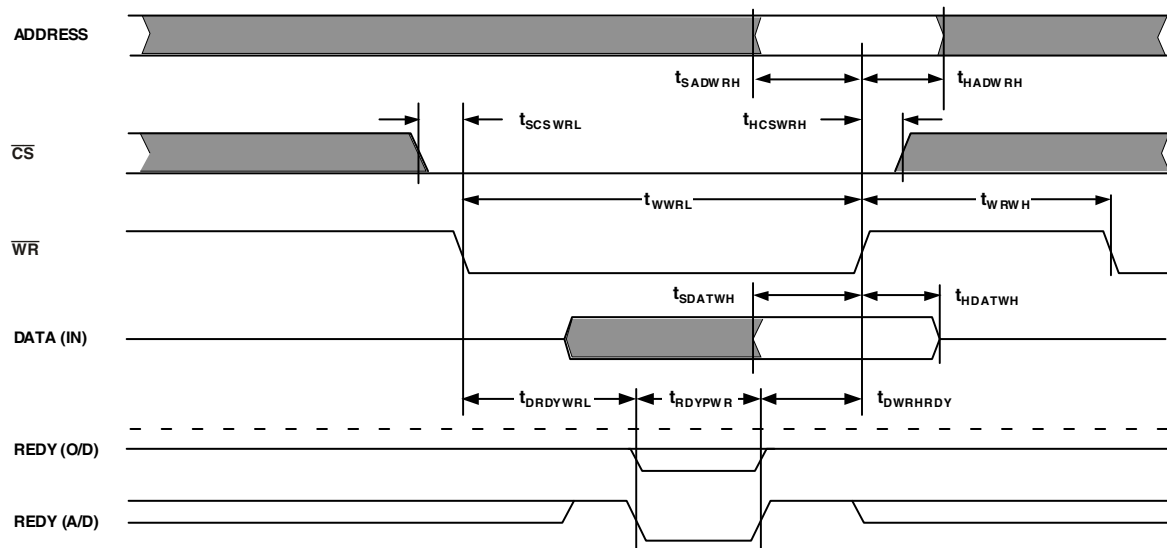 ADDRESS
tSADWRH tHADWRH
tSCSWRL tHCSWRH
CS
tWWRL tWRWH
WR
tSDATWH tHDATWH
DATA (IN)
tDRDYWRL tRDYPWR tDWRHRDY
REDY (O/D)
REDY (A/D)